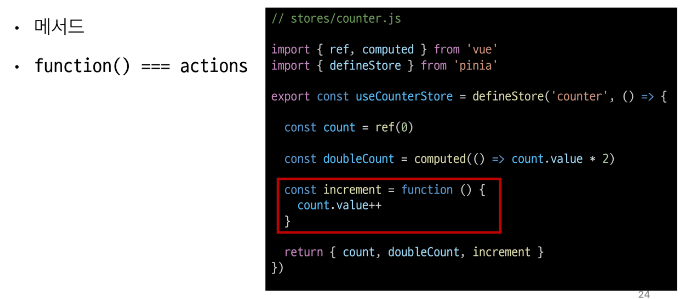 • 메서드
• function() === actions
// stores/counter.js
import { ref, computed } from 'vue'
import { defineStore } from 'pinia'
export const useCounterStore = defineStore('counter', () => {
const count = ref(0)
const doubleCount = computed(() => count.value * 2)
const increment = function () {
count.value++
}
return { count, doubleCount, increment }
})
24